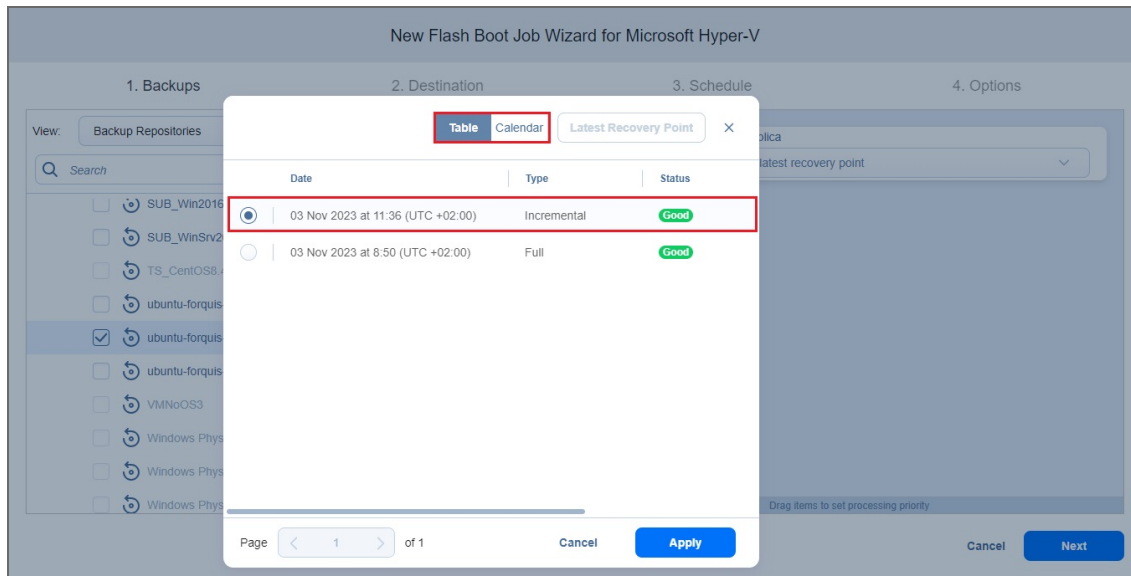 New Flash Boot Job Wizard for Microsoft Hyper-V
1. Backups 2. Destination 3. Schedule 4. Options
View: Backup Repositories
Search
SUB_Win2016
SUB_WinSrv2
TS_CentOS8.4
ubuntu-forquis
ubuntu-forquis
ubuntu-forquis
VMNoOS3
Windows Phys
Windows Phys
Windows Phys
Table Calendar Latest Recovery Point
Date Type Status
03 Nov 2023 at 11:36 (UTC +02:00) Incremental Good
03 Nov 2023 at 8:50 (UTC +02:00) Full Good
Page 1 of 1 Cancel Apply
plica
latest recovery point
Drag items to set processing priority
Cancel Next